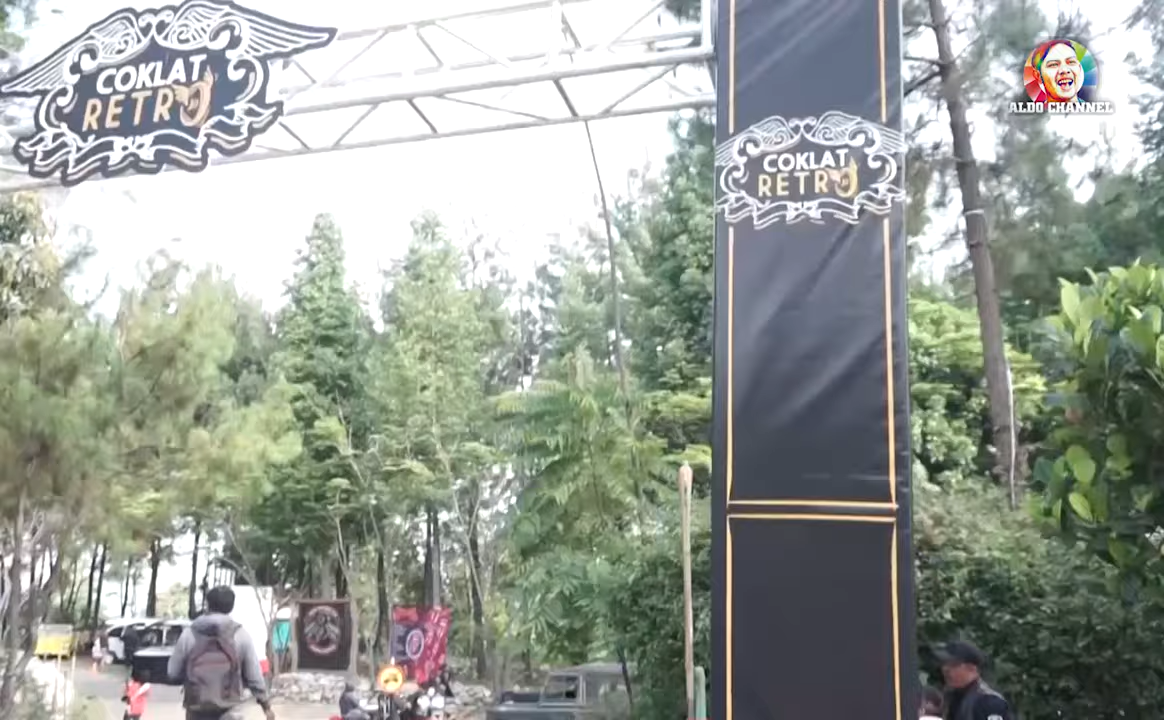 COKLAT
RETRO
COKLAT
RETRO
ALDO CHANNEL